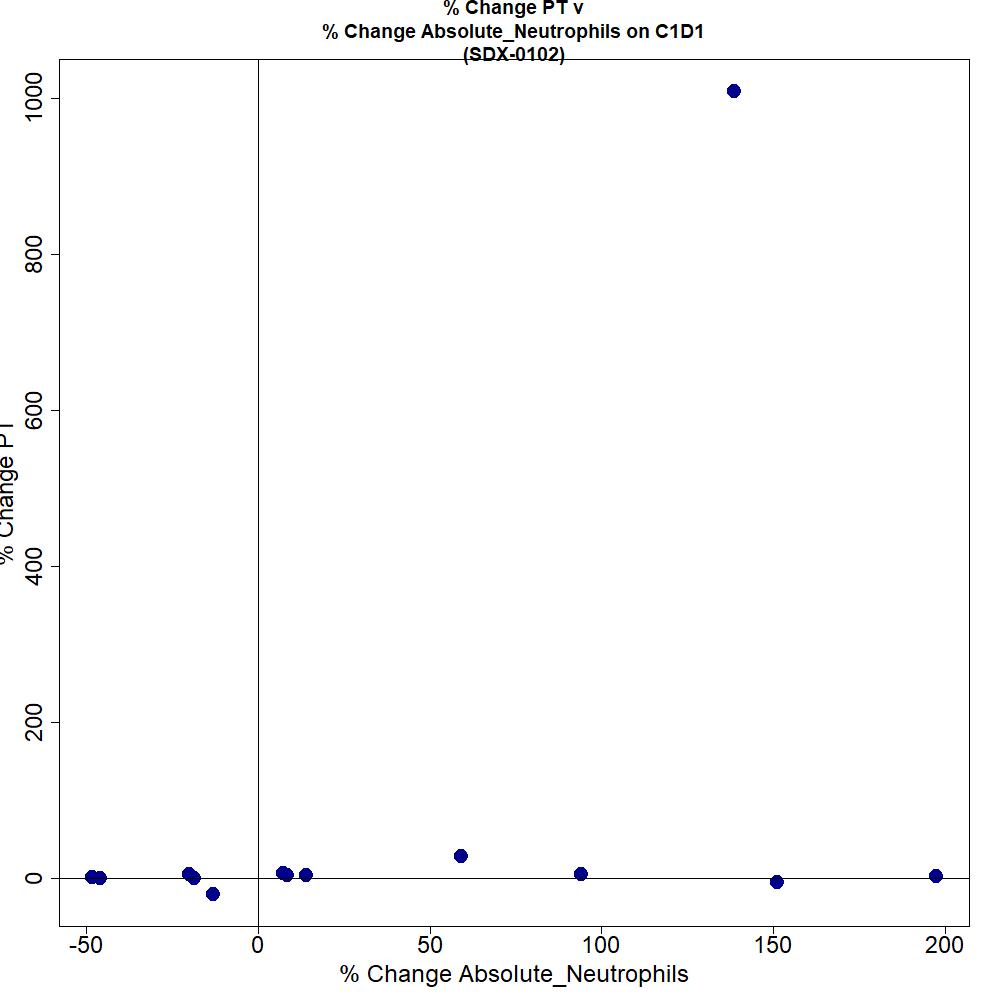 % Change PT v
% Change Absolute_Neutrophils on C1D1
(SDX-0102)
1000
800
600
400
200
0
% Change PT
-50
0
50
100
150
200
% Change Absolute_Neutrophils